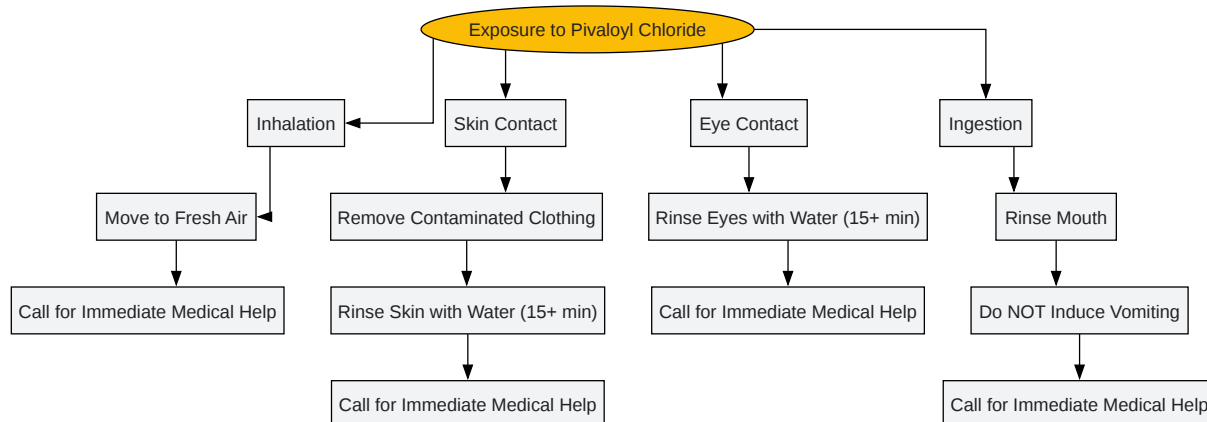 Exposure to Pivaloyl Chloride
Inhalation
Skin Contact
Eye Contact
Ingestion
Move to Fresh Air
Remove Contaminated Clothing
Rinse Eyes with Water (15+ min)
Rinse Mouth
Call for Immediate Medical Help
Rinse Skin with Water (15+ min)
Call for Immediate Medical Help
Do NOT Induce Vomiting
Call for Immediate Medical Help
Call for Immediate Medical Help